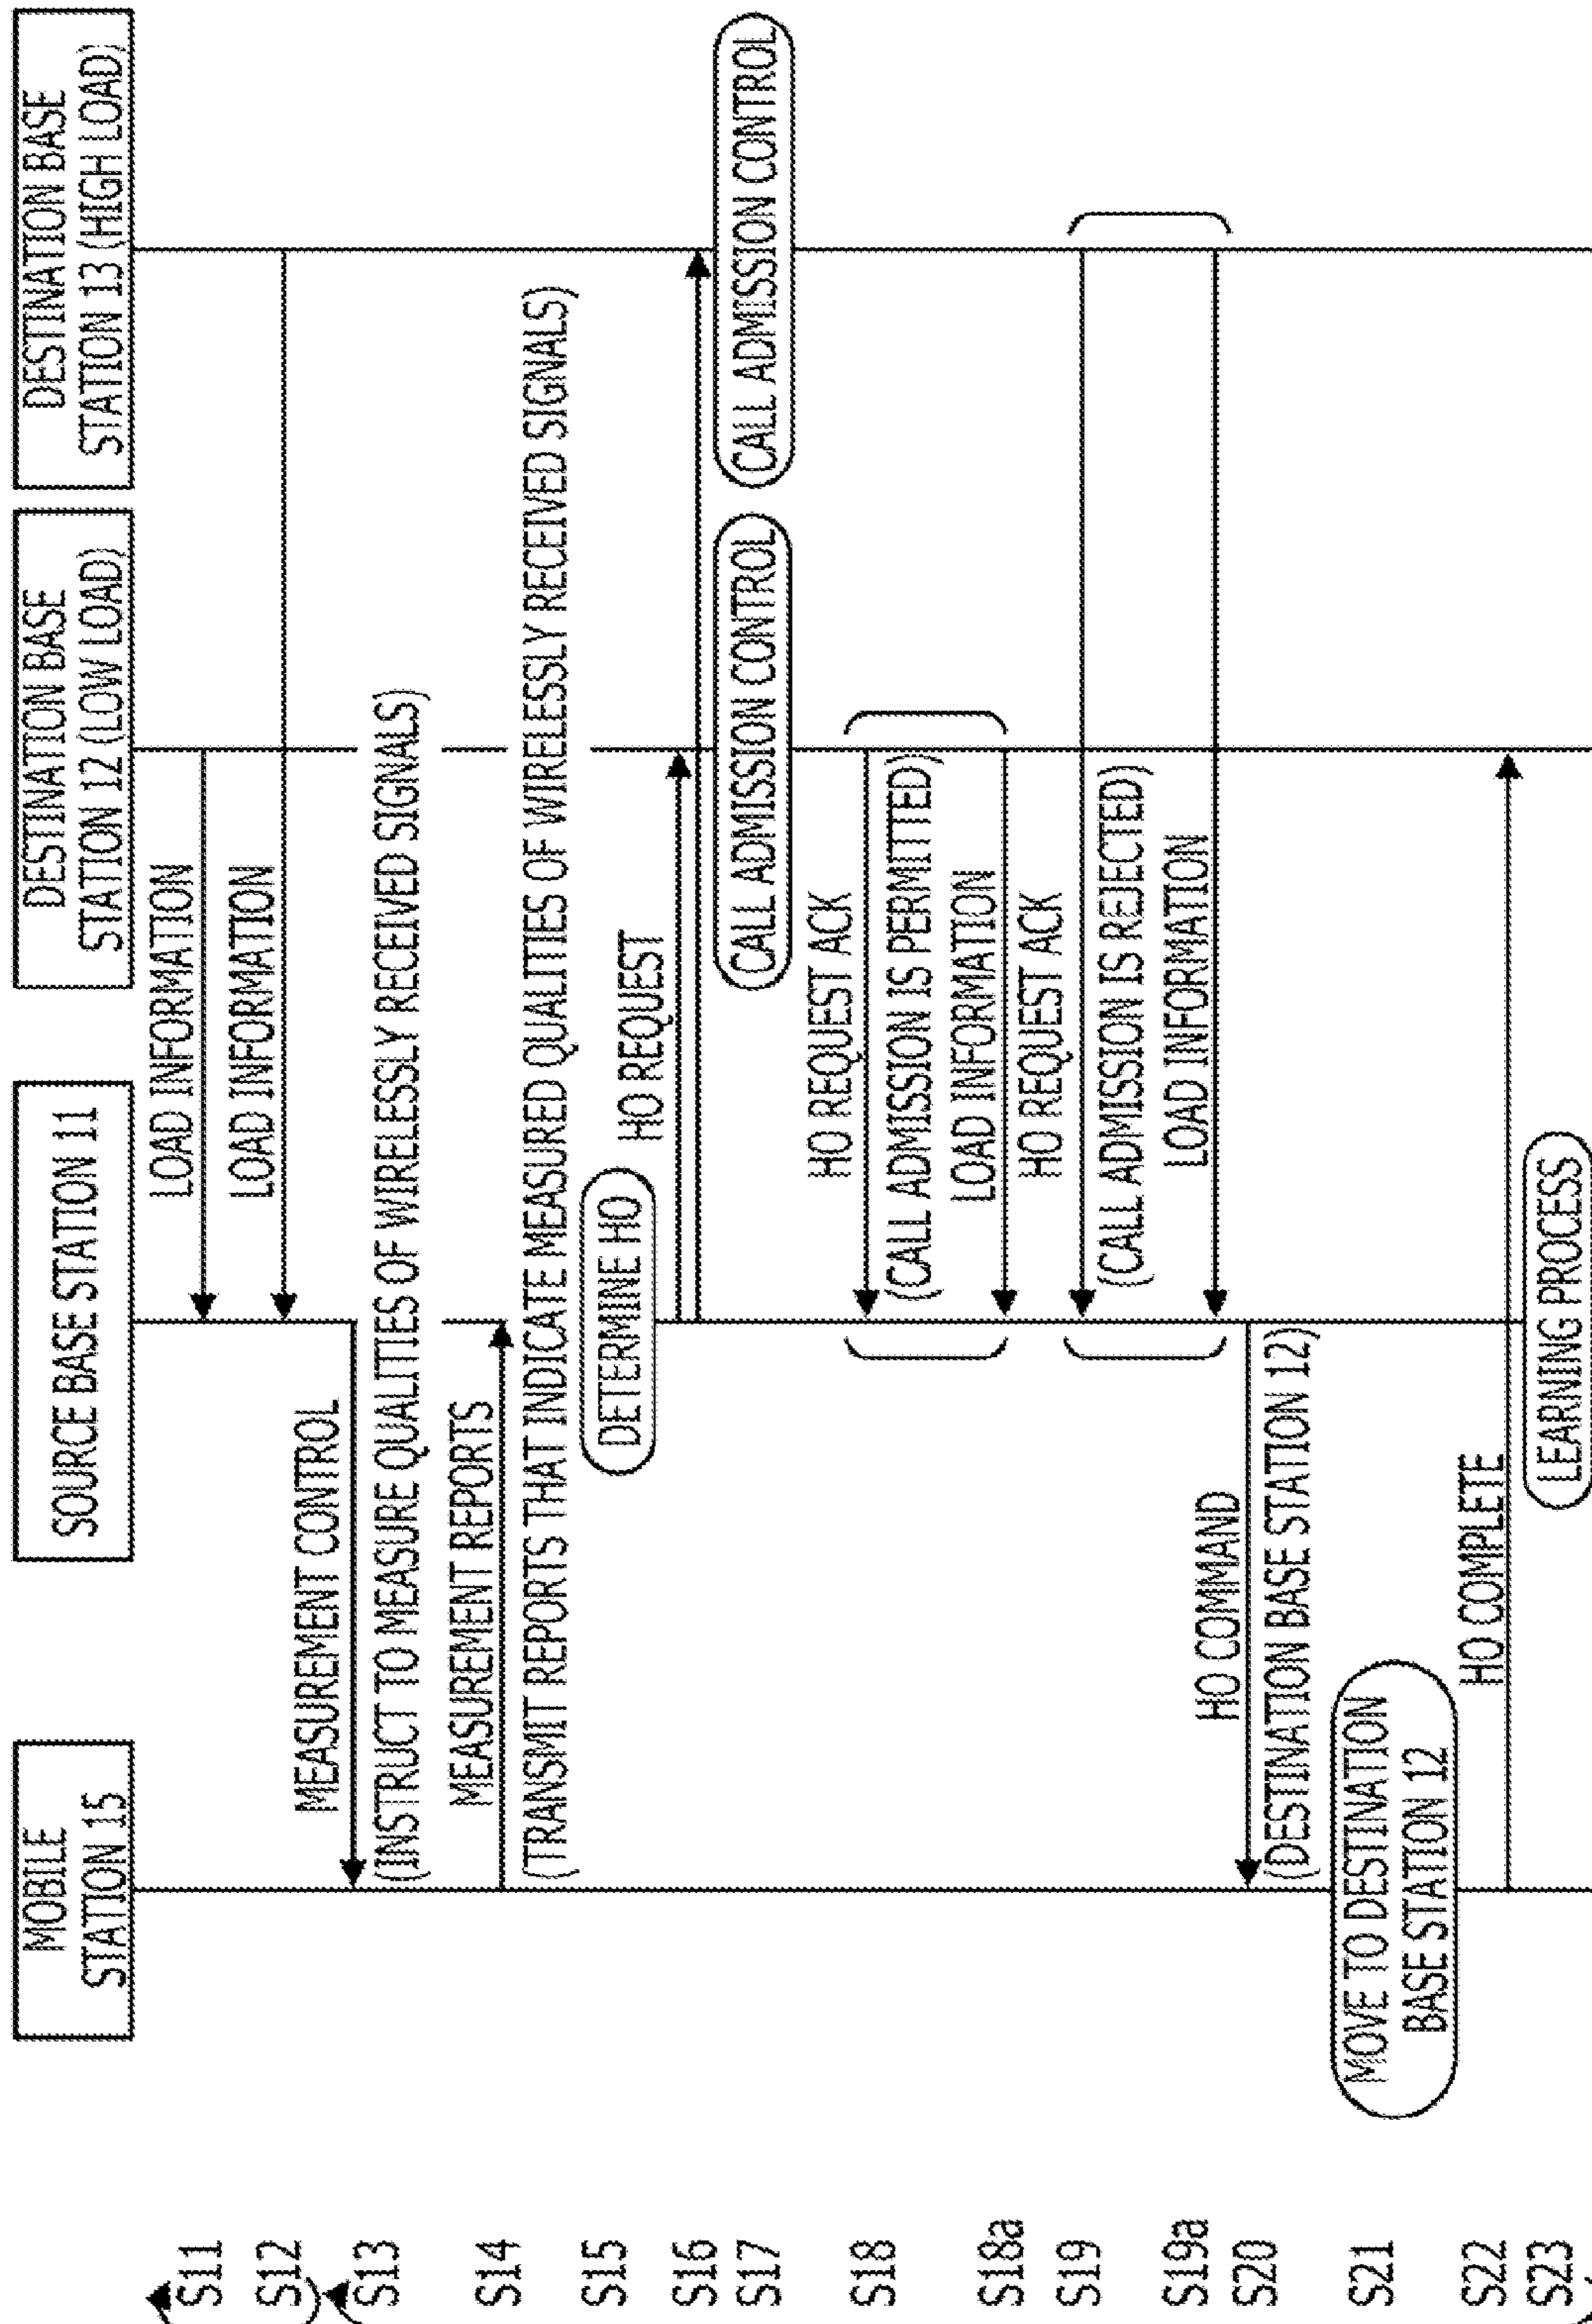 MOBILE
STATION 15
SOURCE BASE STATION 11
DESTINATION BASE
STATION 12 (LOW LOAD)
DESTINATION BASE
STATION 13 (HIGH LOAD)
S11
LOAD INFORMATION
S12
LOAD INFORMATION
S13
MEASUREMENT CONTROL
(INSTRUCT TO MEASURE QUALITIES OF WIRELESSLY RECEIVED SIGNALS)
S14
MEASUREMENT REPORTS
(TRANSMIT REPORTS THAT INDICATE MEASURED QUALITIES OF WIRELESSLY RECEIVED SIGNALS)
S15
DETERMINE HO
S16
HO REQUEST
S17
CALL ADMISSION CONTROL
CALL ADMISSION CONTROL
S18
HO REQUEST ACK
(CALL ADMISSION IS PERMITTED)
S18a
LOAD INFORMATION
S19
HO REQUEST ACK
(CALL ADMISSION IS REJECTED)
S19a
LOAD INFORMATION
S20
HO COMMAND
(DESTINATION BASE STATION 12)
S21
MOVE TO DESTINATION
BASE STATION 12
S22
HO COMPLETE
S23
LEARNING PROCESS